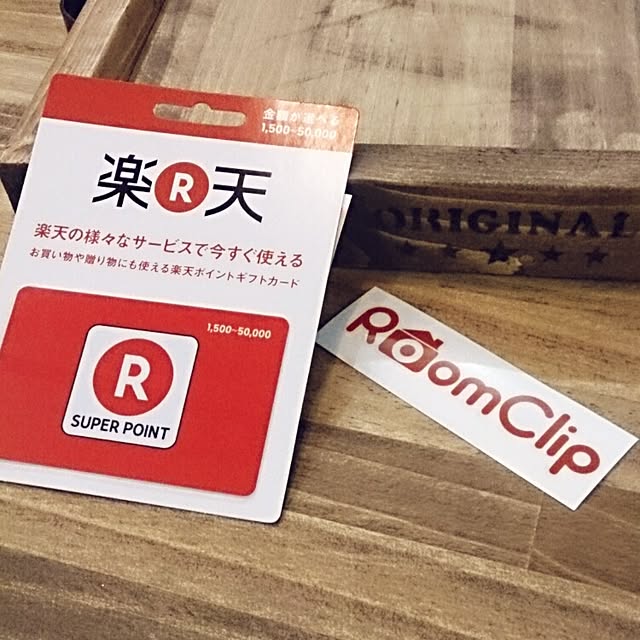 金額が選べる
1,500~50,000
楽R天
楽天の様々なサービスで今すぐ使える
お買い物や贈り物にも使える楽天ポイントギフトカード
1,500~50,000
R
SUPER POINT
ORIGINAL
RoomClip